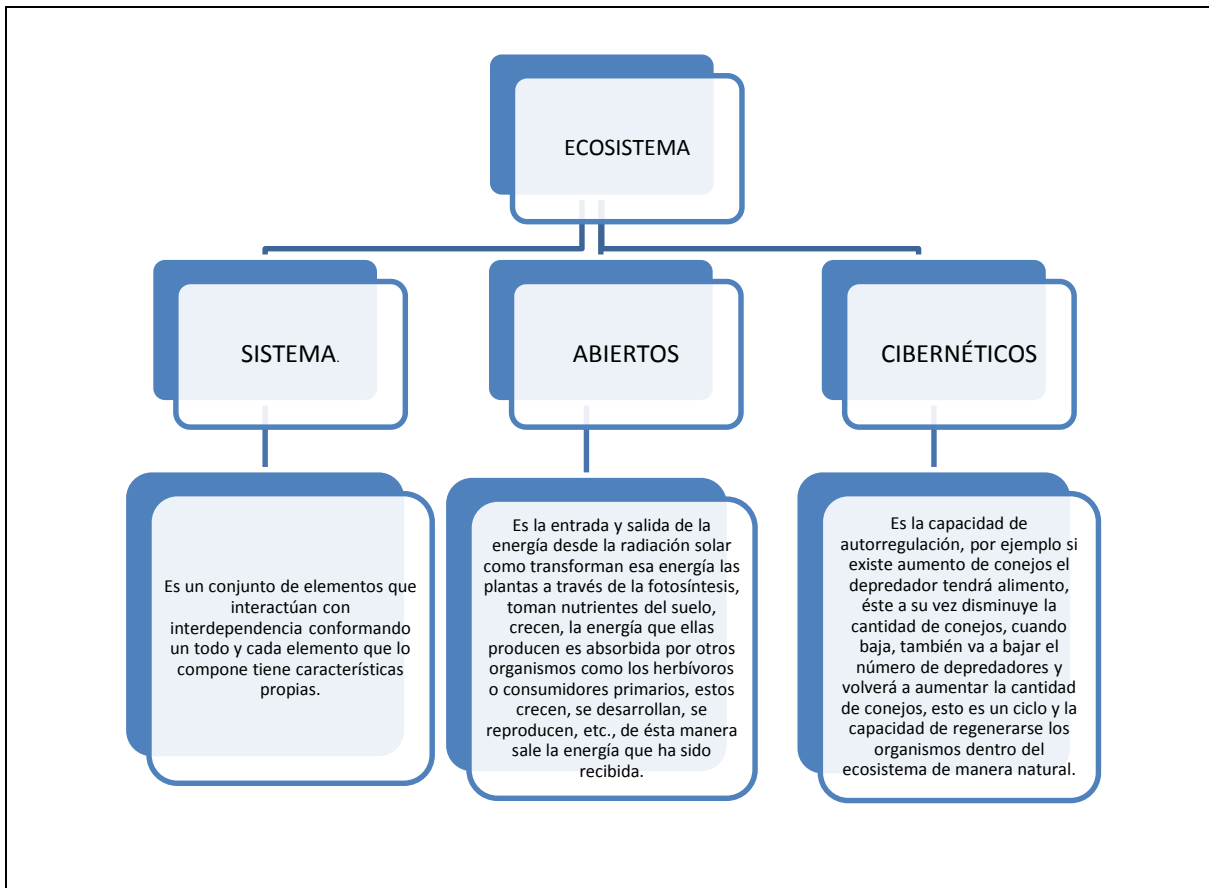 ECOSISTEMA
SISTEMA.
ABIERTOS
CIBERNÉTICOS
Es un conjunto de elementos que
interactúan con
interdependencia conformando
un todo y cada elemento que lo
compone tiene características
propias.
Es la entrada y salida de la
energía desde la radiación solar
como transforman esa energía las
plantas a través de la fotosíntesis,
toman nutrientes del suelo,
crecen, la energía que ellas
producen es absorbida por otros
organismos como los herbívoros
o consumidores primarios, estos
crecen, se desarrollan, se
reproducen, etc., de ésta manera
sale la energía que ha sido
recibida.
Es la capacidad de
autorregulación, por ejemplo si
existe aumento de conejos el
depredador tendrá alimento,
éste a su vez disminuye la
cantidad de conejos, cuando
baja, también va a bajar el
número de depredadores y
volverá a aumentar la cantidad
de conejos, esto es un ciclo y la
capacidad de regenerarse los
organismos dentro del
ecosistema de manera natural.